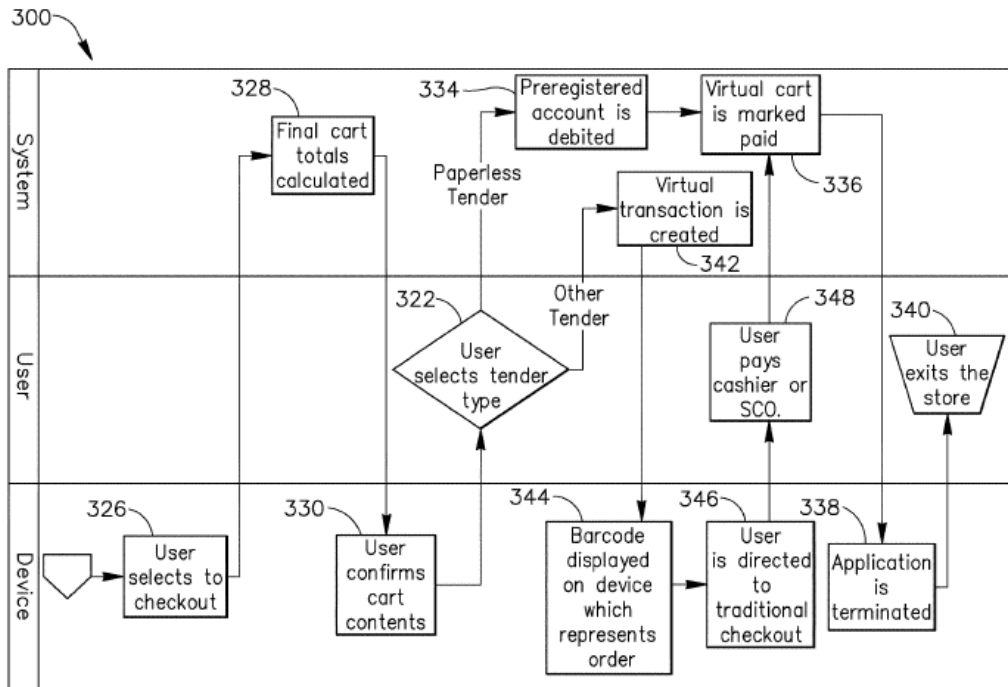 300
System
328
Final cart
totals
calculated
334
Preregistered
account is
debited
Virtual cart
is marked
paid
336
Paperless
Tender
Virtual
transaction is
created
342
User
322
User
selects tender
type
Other
Tender
348
User
pays
cashier or
SCO.
340
User
exits the
store
Device
326
User
selects to
checkout
330
User
confirms
cart
contents
344
Barcode
displayed
on device
which
represents
order
346
User
is directed
to
traditional
checkout
338
Application
is
terminated